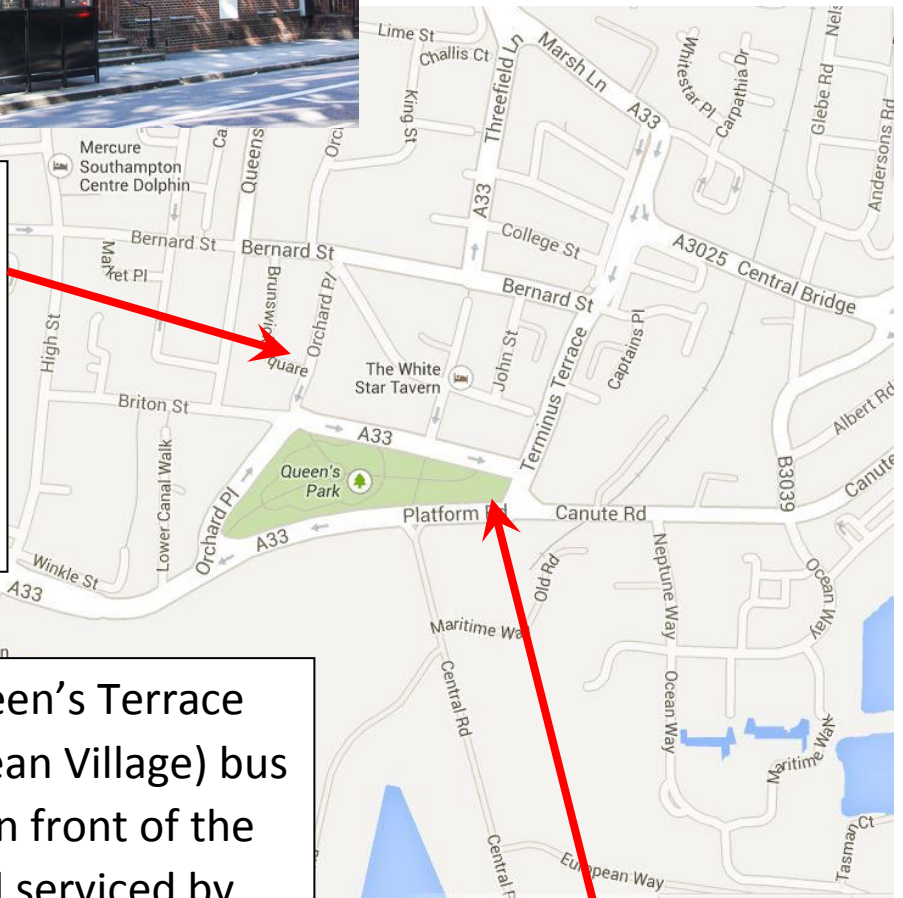 Lime St
Challis Ct
King St
Threefield Ln
Marsh Ln
A33
Whitestar Pl
Carpathia Dr
Glebe Rd
Andersons Rd
Mercure
Southampton
Centre Dolphin
Queens
A33
College St
A3025 Central Bridge
Bernard St
Bernard St
Bernard St
High St
Brunswick Square
Orchard Pl
The White
Star Tavern
John St
Terminus Terrace
Captains Pl
Albert Rd
Briton St
A33
B3039
Canute
Lower Canal Walk
Queen's
Park
Orchard Pl
Platform Rd
Canute Rd
A33
Winkle St
A33
Old Rd
Neptune Way
Ocean Way
Maritime
Central Rd
Ocean Way
Maritime Walk
een's Terrace
ean Village) bus
n front of the
d serviced by
Central R
European Way
Tasman Ct